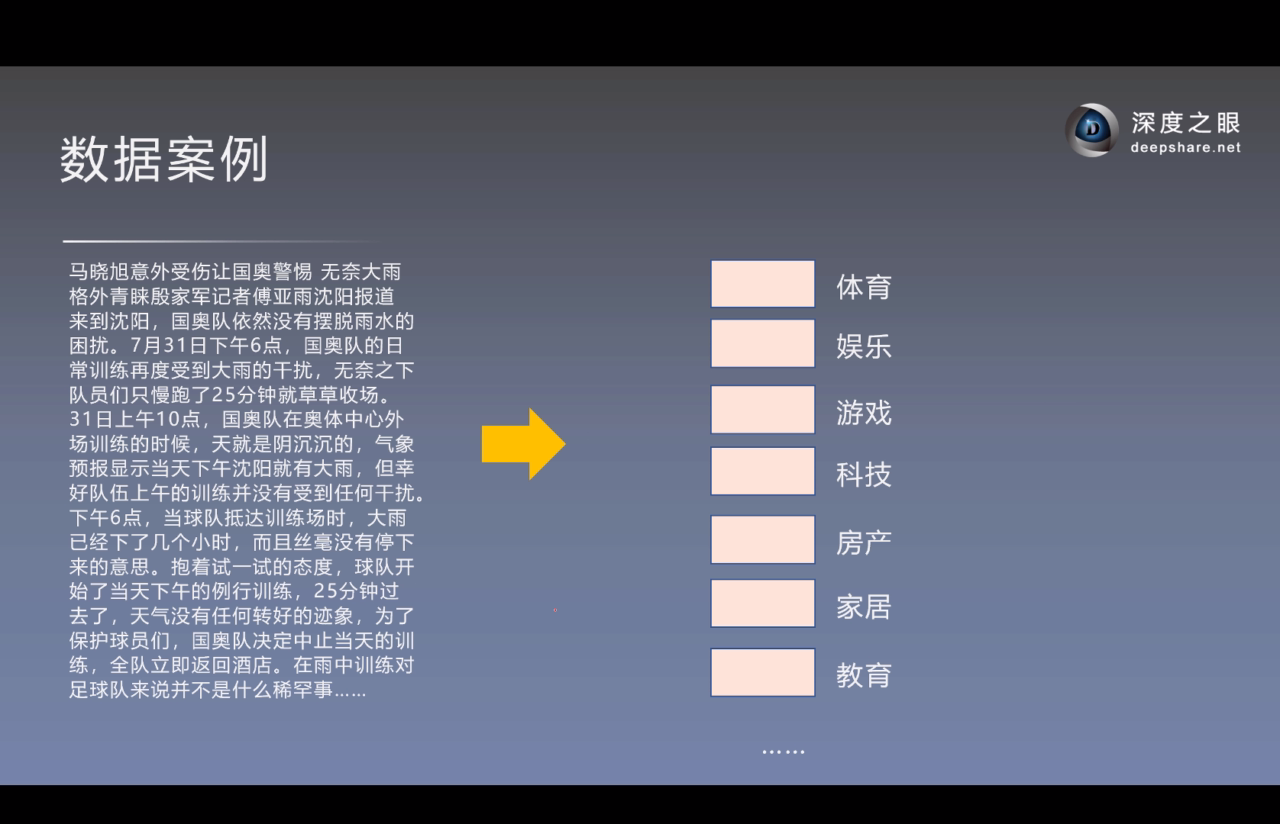 深度之眼
deepshare.net
数据案例
马晓旭意外受伤让国奥警惕 无奈大雨
格外青睐殷家军记者傅亚雨沈阳报道
来到沈阳，国奥队依然没有摆脱雨水的
困扰。7月31日下午6点，国奥队的日
常训练再度受到大雨的干扰，无奈之下
队员们只慢跑了25分钟就草草收场。
31日上午10点，国奥队在奥体中心外
场训练的时候，天就是阴沉沉的，气象
预报显示当天下午沈阳就有大雨，但幸
好队伍上午的训练并没有受到任何干扰。
下午6点，当球队抵达训练场时，大雨
已经下了几个小时，而且丝毫没有停下
来的意思。抱着试一试的态度，球队开
始了当天下午的例行训练，25分钟过
去了，天气没有任何转好的迹象，为了
保护球员们，国奥队决定中止当天的训
练，全队立即返回酒店。在雨中训练对
足球队来说并不是什么稀罕事……
体育
娱乐
游戏
科技
房产
家居
教育
……